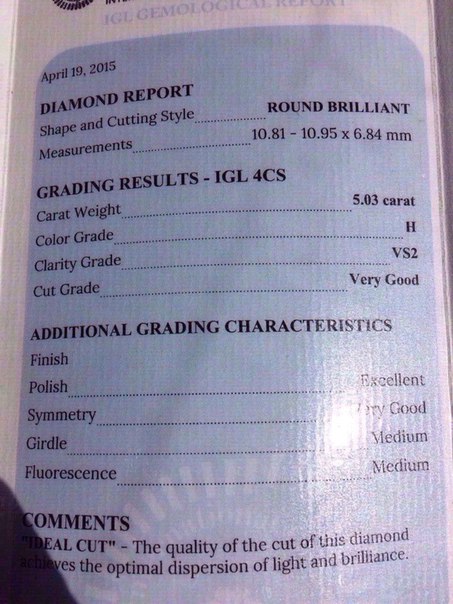 IGL GEMOLOGICAL REPORT
April 19, 2015
DIAMOND REPORT
Shape and Cutting Style ROUND BRILLIANT
Measurements 10.81 - 10.95 x 6.84 mm
GRADING RESULTS - IGL 4CS
Carat Weight 5.03 carat
Color Grade H
Clarity Grade VS2
Cut Grade Very Good
ADDITIONAL GRADING CHARACTERISTICS
Finish
Polish Excellent
Symmetry Very Good
Girdle Medium
Fluorescence Medium
COMMENTS
"IDEAL CUT" - The quality of the cut of this diamond
achieves the optimal dispersion of light and brilliance.